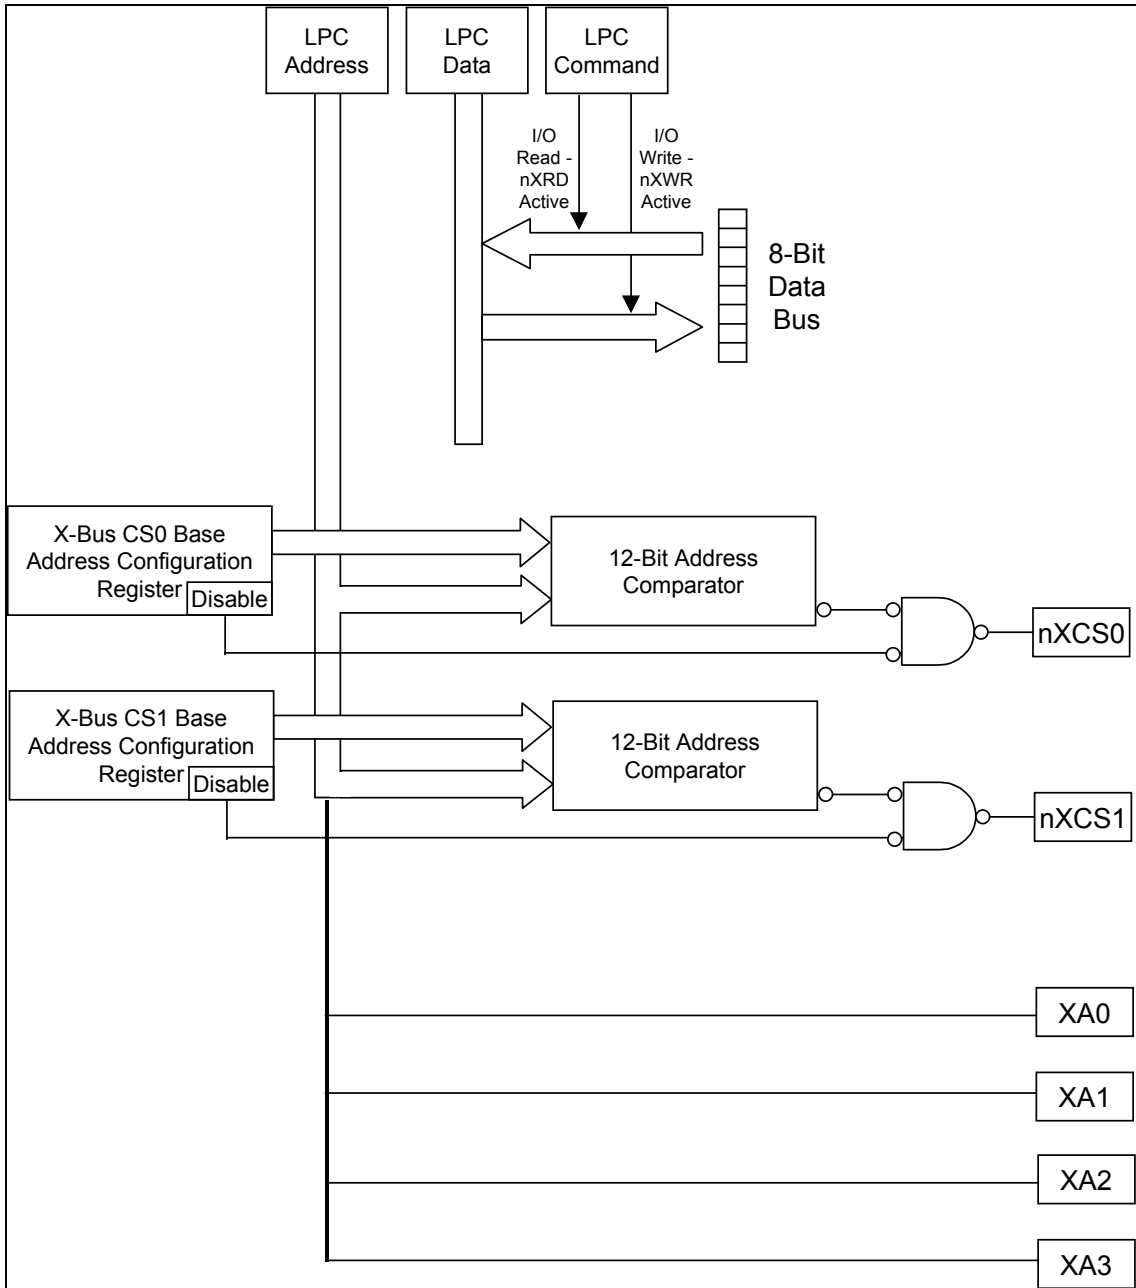 LPC
Address
LPC
Data
LPC
Command
I/O
Read -
nXRD
Active
I/O
Write -
nXWR
Active
8-Bit
Data
Bus
X-Bus CS0 Base
Address Configuration
Register
Disable
12-Bit Address
Comparator
nXCS0
X-Bus CS1 Base
Address Configuration
Register
Disable
12-Bit Address
Comparator
nXCS1
XA0
XA1
XA2
XA3